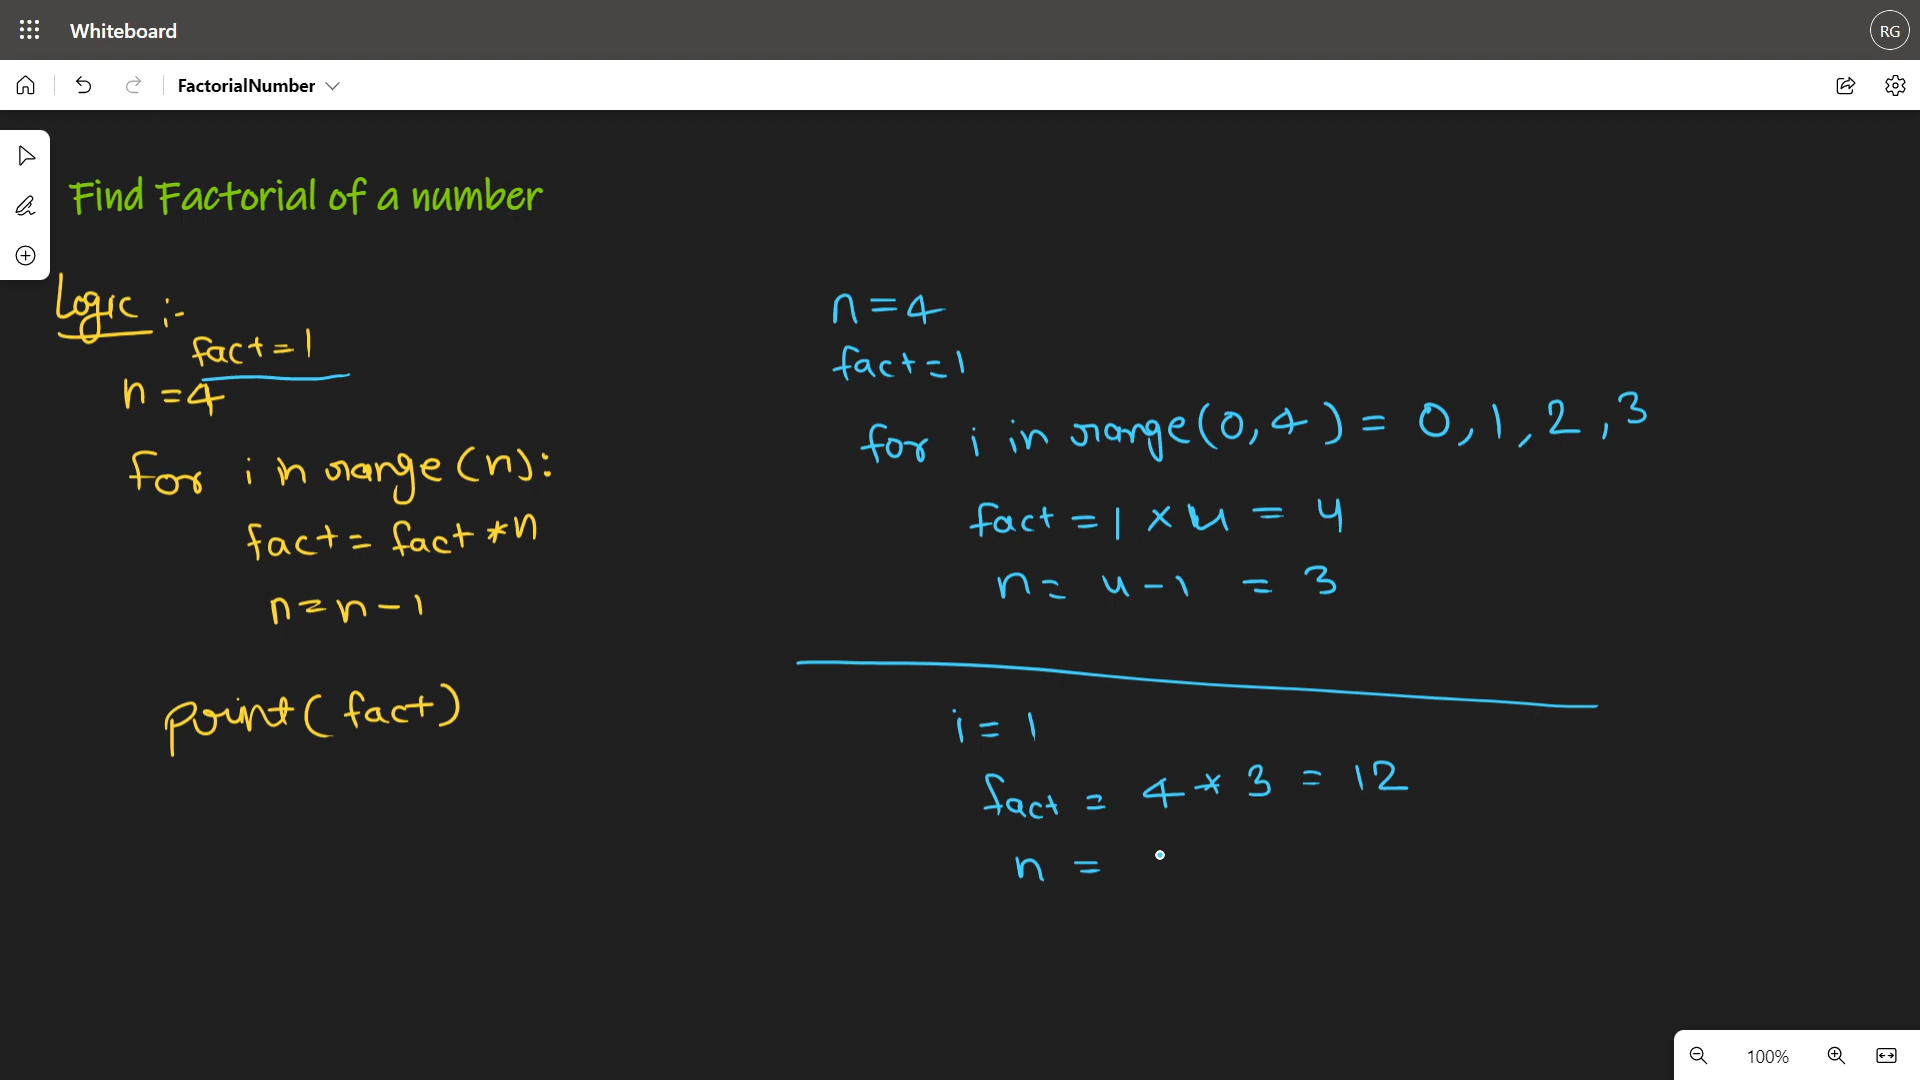 Whiteboard
RG
FactorialNumber
Find Factorial of a number
Logic :-
fact = 1
n = 4
for i in range(n):
fact = fact * n
n = n - 1
print(fact)
n = 4
fact = 1
for i in range(0, 4) = 0, 1, 2, 3
fact = 1 × 4 = 4
n = 4 - 1 = 3
i = 1
fact = 4 * 3 = 12
n =
100%